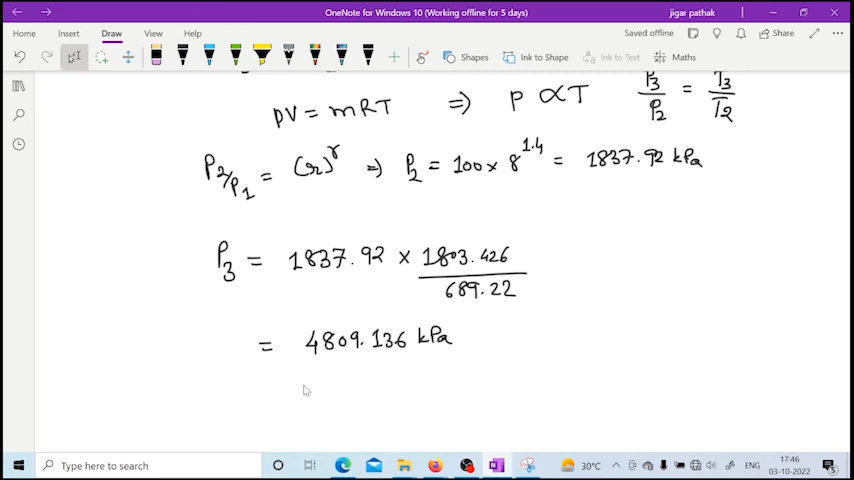 OneNote for Windows 10 (Working offline for 5 days)
jigar pathak
Home Insert Draw View Help
Saved offline Share
Shapes Ink to Shape Ink to Text Maths
PV = mRT => P ∝ T P3/P2 = T3/T2
P2/P1 = (r)^γ => P2 = 100 × 8^1.4 = 1837.92 kPa
P3 = 1837.92 × 1803.426
689.22
= 4809.136 kPa
Type here to search
30°C ENG 17:46
03-10-2022
5